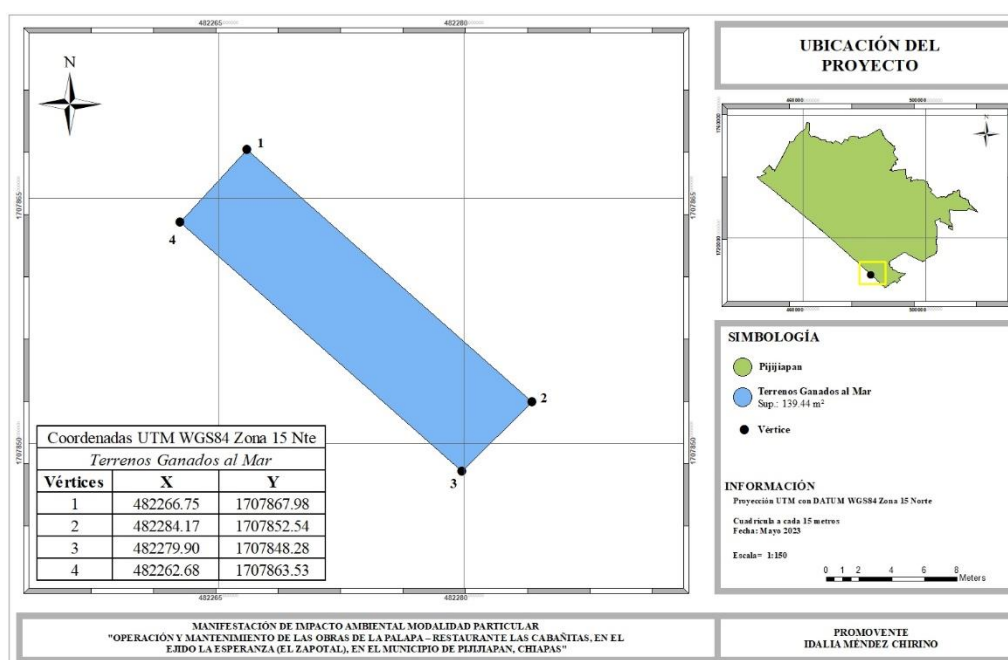 482265
482280
N
1
1707865
4
2
1707850
3
Coordenadas UTM WGS84 Zona 15 Nte
Terrenos Ganados al Mar
Vértices X Y
1 482266.75 1707867.98
2 482284.17 1707852.54
3 482279.90 1707848.28
4 482262.68 1707863.53
1707865
1707850
482265
482280
UBICACIÓN DEL
PROYECTO
N
SIMBOLOGÍA
Pijijiapan
Terrenos Ganados al Mar
Sup.: 139.44 m²
Vértice
INFORMACIÓN
Proyección UTM con DATUM WGS84 Zona 15 Norte
Cuadrícula a cada 15 metros
Fecha: Mayo 2023
Escala= 1:150
0 1 2 4 6 8
Meters
MANIFESTACIÓN DE IMPACTO AMBIENTAL MODALIDAD PARTICULAR
"OPERACIÓN Y MANTENIMIENTO DE LAS OBRAS DE LA PALAPA – RESTAURANTE LAS CABAÑITAS, EN EL
EJIDO LA ESPERANZA (EL ZAPOTAL), EN EL MUNICIPIO DE PIJIJIAPAN, CHIAPAS"
PROMOVENTE
IDALIA MÉNDEZ CHIRINO